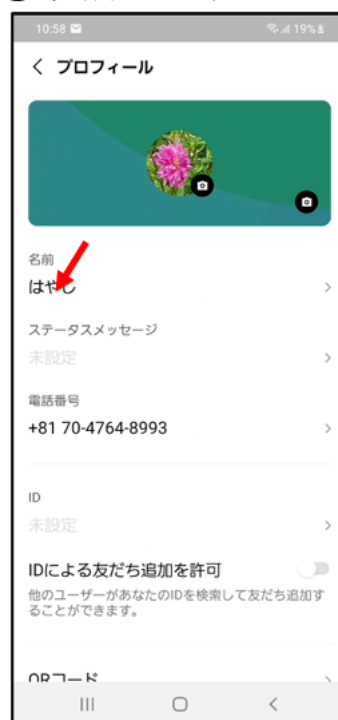 10:58
19%
プロフィール
名前
はやし
ステータスメッセージ
未設定
電話番号
+81 70-4764-8993
ID
未設定
IDによる友だち追加を許可
他のユーザーがあなたのIDを検索して友だち追加す
ることができます。
QRコード